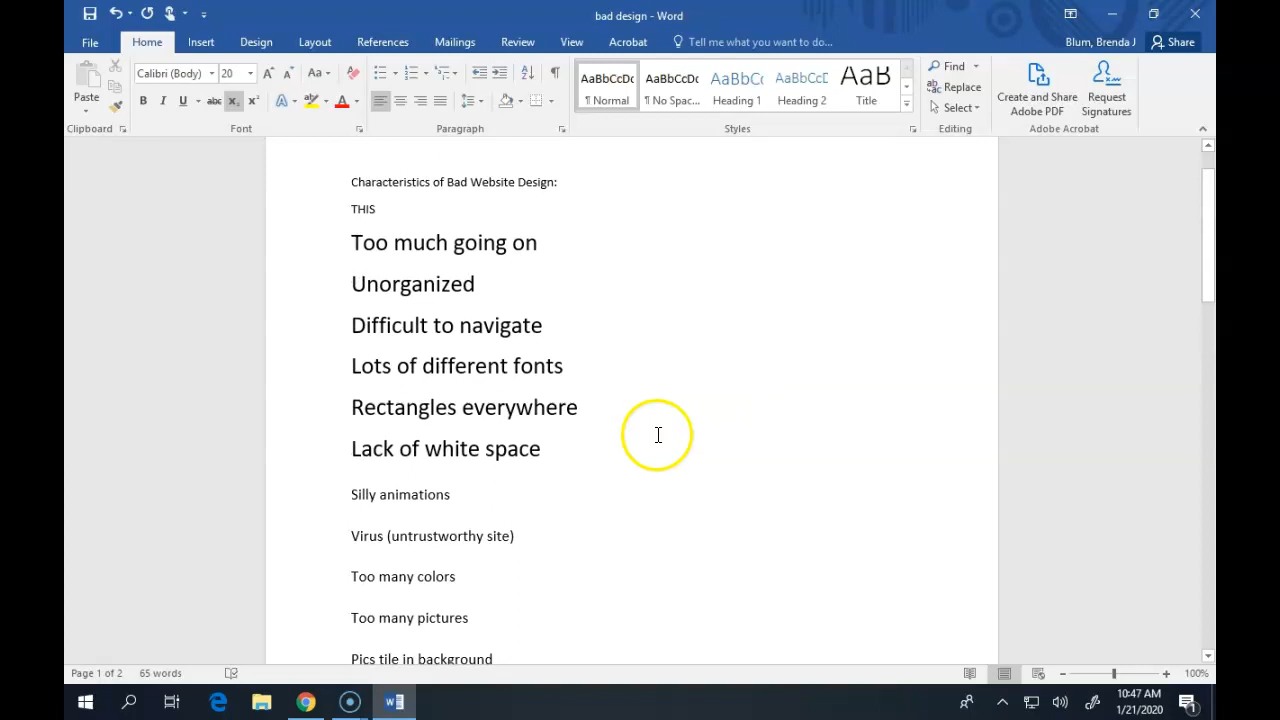 bad design - Word
File Home Insert Design Layout References Mailings Review View Acrobat Tell me what you want to do... Blum, Brenda J Share
Paste
Clipboard
Calibri (Body) 20 Aa
B I U abc X₂ X² A A
Font
Paragraph
AaBbCcDc AaBbCcDc AaBbCc AaBbCcD AaB
¶ Normal ¶ No Spac... Heading 1 Heading 2 Title
Styles
Find
Replace
Select
Editing
Create and Share Request
Adobe PDF Signatures
Adobe Acrobat
Characteristics of Bad Website Design:
THIS
Too much going on
Unorganized
Difficult to navigate
Lots of different fonts
Rectangles everywhere
Lack of white space
Silly animations
Virus (untrustworthy site)
Too many colors
Too many pictures
Pics tile in background
Page 1 of 2 65 words 100%
10:47 AM
1/21/2020